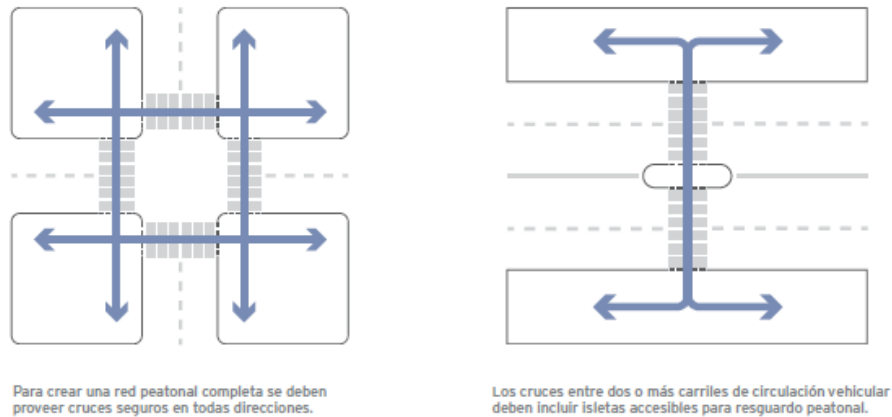 Para crear una red peatonal completa se deben
proveer cruces seguros en todas direcciones.
Los cruces entre dos o más carriles de circulación vehicular
deben incluir isletas accesibles para resguardo peatonal.